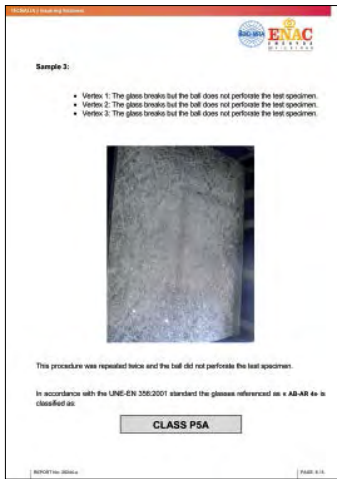 ENAC
Sample 3:
• Vertex 1: The glass breaks but the ball does not perforate the test specimen.
• Vertex 2: The glass breaks but the ball does not perforate the test specimen.
• Vertex 3: The glass breaks but the ball does not perforate the test specimen.
This procedure was repeated twice and the ball did not perforate the test specimen.
In accordance with the UNE-EN 356:2001 standard the glasses referenced as « AB-AR 4» is
classified as:
CLASS P5A
REPORT No.
PAGE